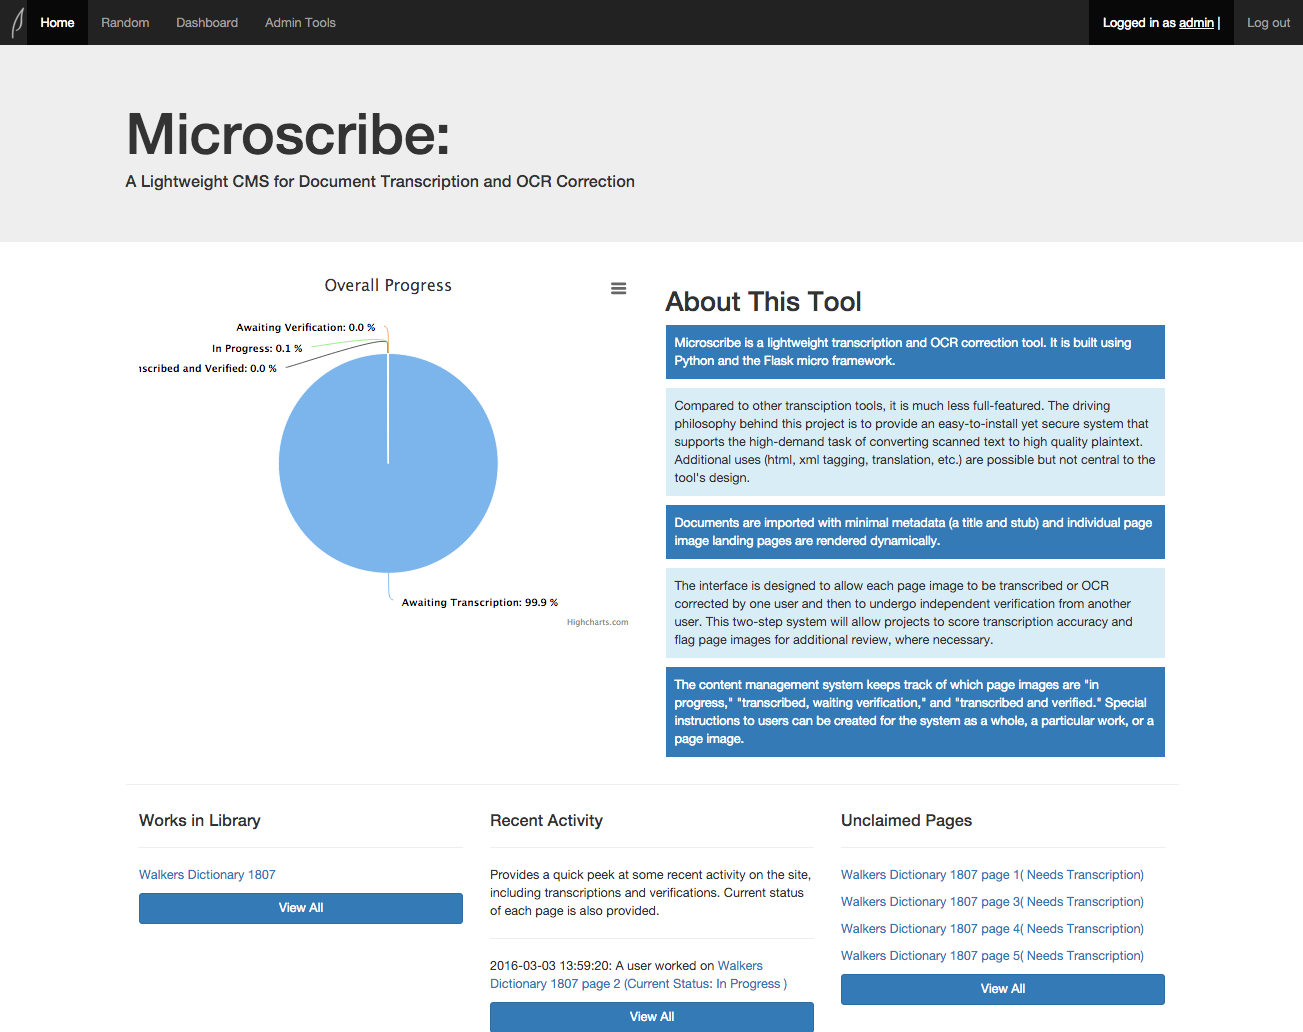 Home Random Dashboard Admin Tools Logged in as admin | Log out
Microscribe:
A Lightweight CMS for Document Transcription and OCR Correction
Overall Progress
Awaiting Verification: 0.0 %
In Progress: 0.1 %
nscribed and Verified: 0.0 %
Awaiting Transcription: 99.9 %
Highcharts.com
About This Tool
Microscribe is a lightweight transcription and OCR correction tool. It is built using
Python and the Flask micro framework.
Compared to other transciption tools, it is much less full-featured. The driving
philosophy behind this project is to provide an easy-to-install yet secure system that
supports the high-demand task of converting scanned text to high quality plaintext.
Additional uses (html, xml tagging, translation, etc.) are possible but not central to the
tool's design.
Documents are imported with minimal metadata (a title and stub) and individual page
image landing pages are rendered dynamically.
The interface is designed to allow each page image to be transcribed or OCR
corrected by one user and then to undergo independent verification from another
user. This two-step system will allow projects to score transcription accuracy and
flag page images for additional review, where necessary.
The content management system keeps track of which page images are "in
progress," "transcribed, waiting verification," and "transcribed and verified." Special
instructions to users can be created for the system as a whole, a particular work, or a
page image.
Works in Library
Walkers Dictionary 1807
View All
Recent Activity
Provides a quick peek at some recent activity on the site,
including transcriptions and verifications. Current status
of each page is also provided.
2016-03-03 13:59:20: A user worked on Walkers
Dictionary 1807 page 2 (Current Status: In Progress )
View All
Unclaimed Pages
Walkers Dictionary 1807 page 1( Needs Transcription)
Walkers Dictionary 1807 page 3( Needs Transcription)
Walkers Dictionary 1807 page 4( Needs Transcription)
Walkers Dictionary 1807 page 5( Needs Transcription)
View All